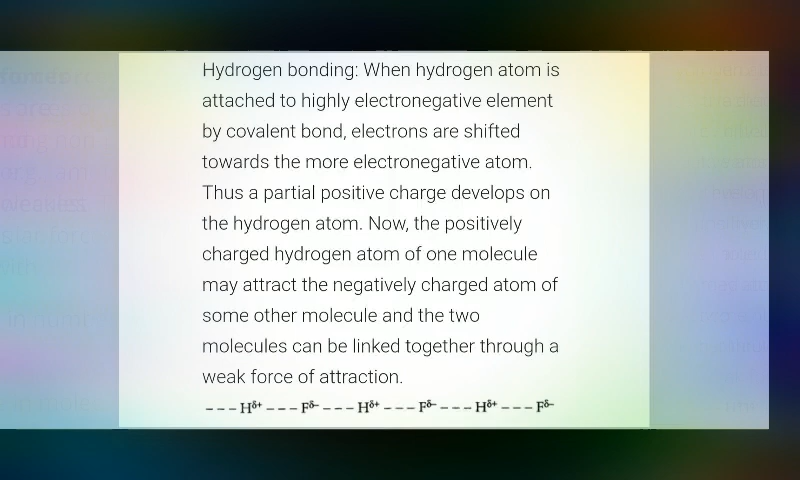 Hydrogen bonding: When hydrogen atom is
attached to highly electronegative element
by covalent bond, electrons are shifted
towards the more electronegative atom.
Thus a partial positive charge develops on
the hydrogen atom. Now, the positively
charged hydrogen atom of one molecule
may attract the negatively charged atom of
some other molecule and the two
molecules can be linked together through a
weak force of attraction.
---Hδ+---Fδ----Hδ+---Fδ----Hδ+---Fδ-